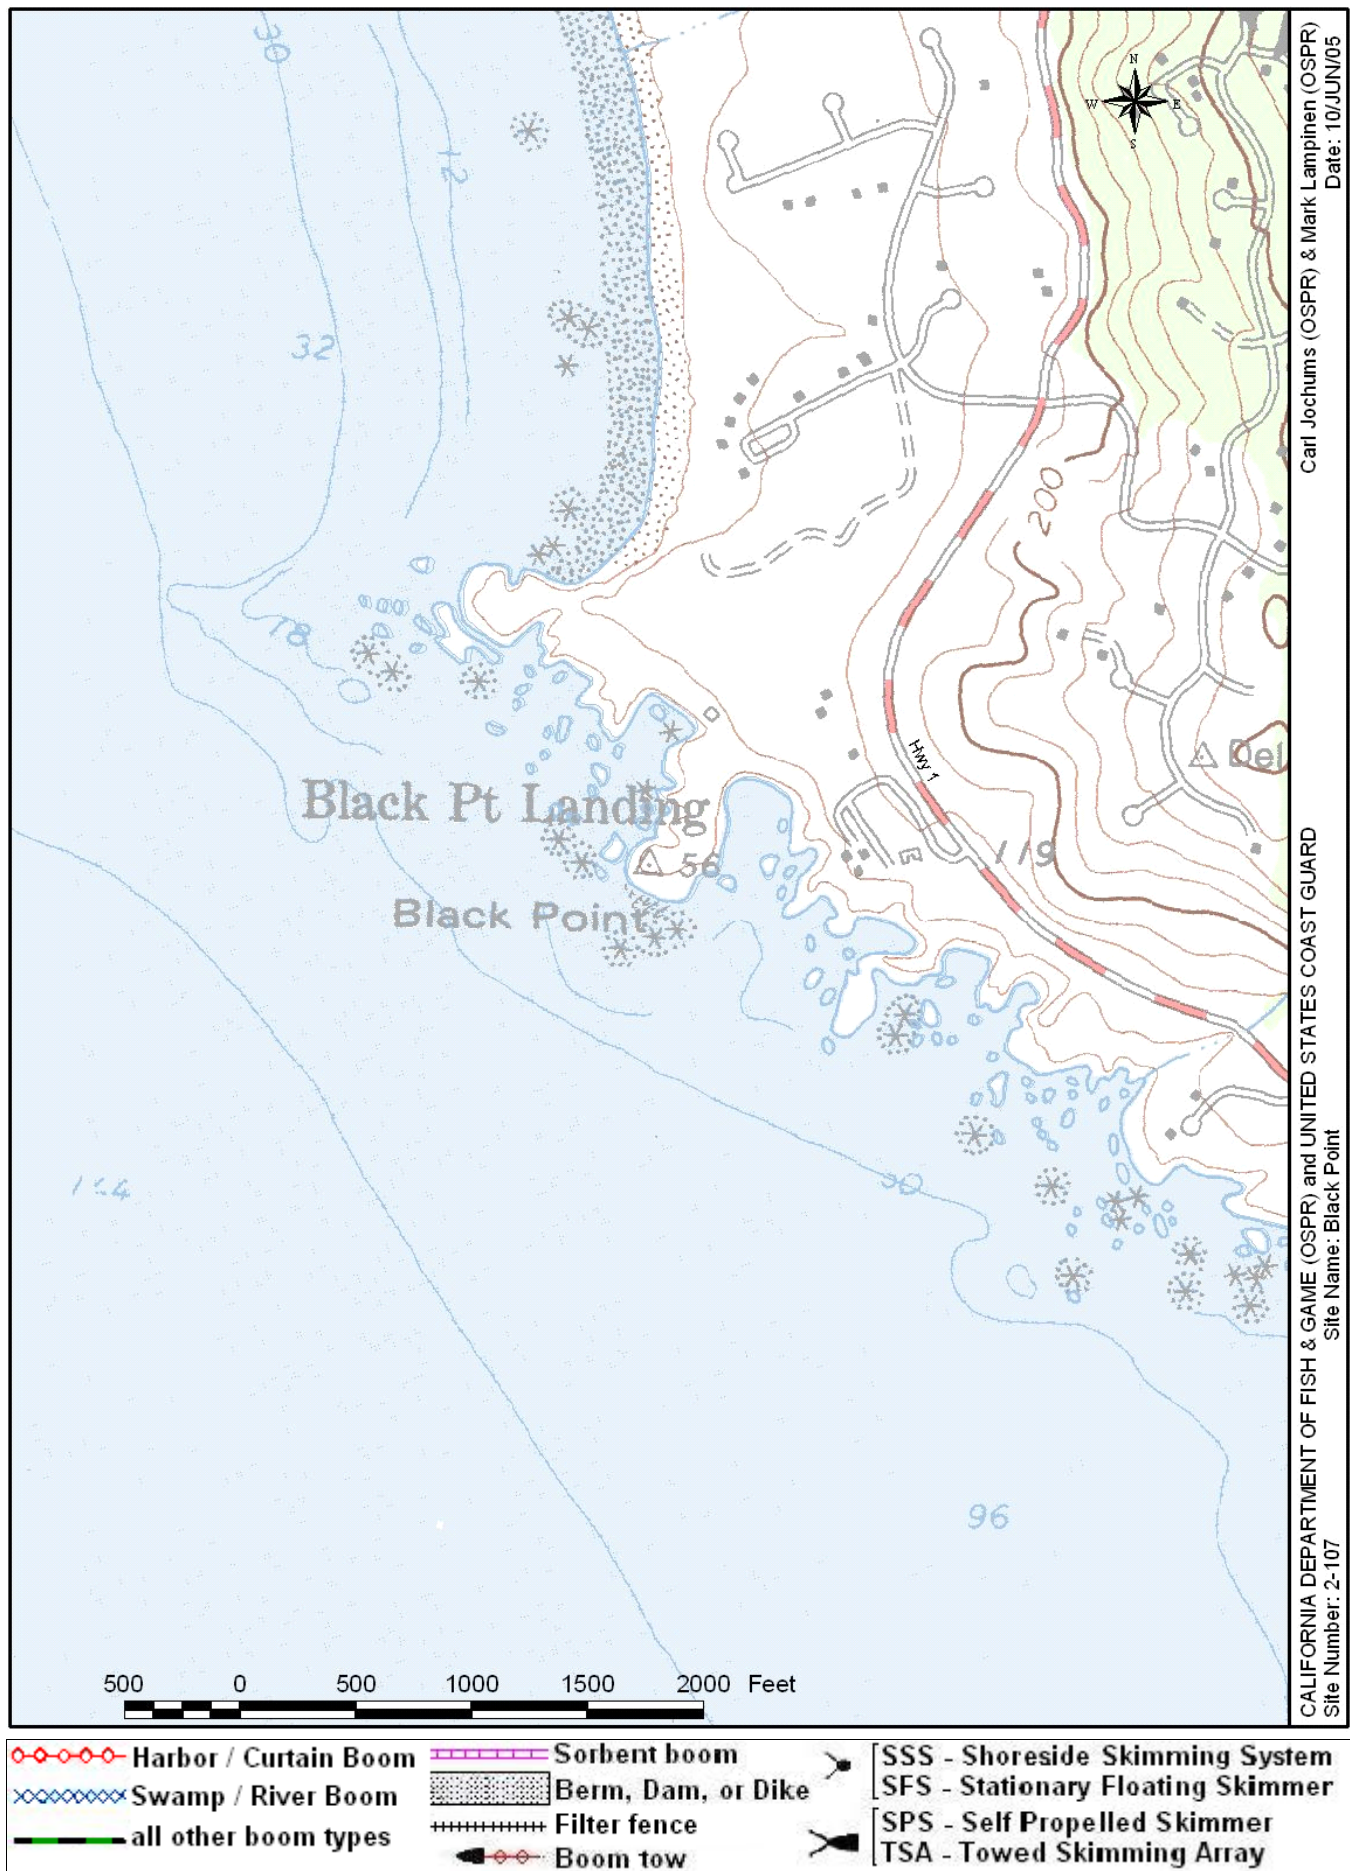 30
12
N
W E
S
32
200
18
Hwy 1
Del
Black Pt Landing
56
119
Black Point
30
96
500 0 500 1000 1500 2000 Feet
Carl Jochums (OSPR) & Mark Lampinen (OSPR)
Date: 10/JUN/05
CALIFORNIA DEPARTMENT OF FISH & GAME (OSPR) and UNITED STATES COAST GUARD
Site Number: 2-107 Site Name: Black Point
Harbor / Curtain Boom
Swamp / River Boom
all other boom types
Sorbent boom
Berm, Dam, or Dike
Filter fence
Boom tow
SSS - Shoreside Skimming System
SFS - Stationary Floating Skimmer
SPS - Self Propelled Skimmer
TSA - Towed Skimming Array